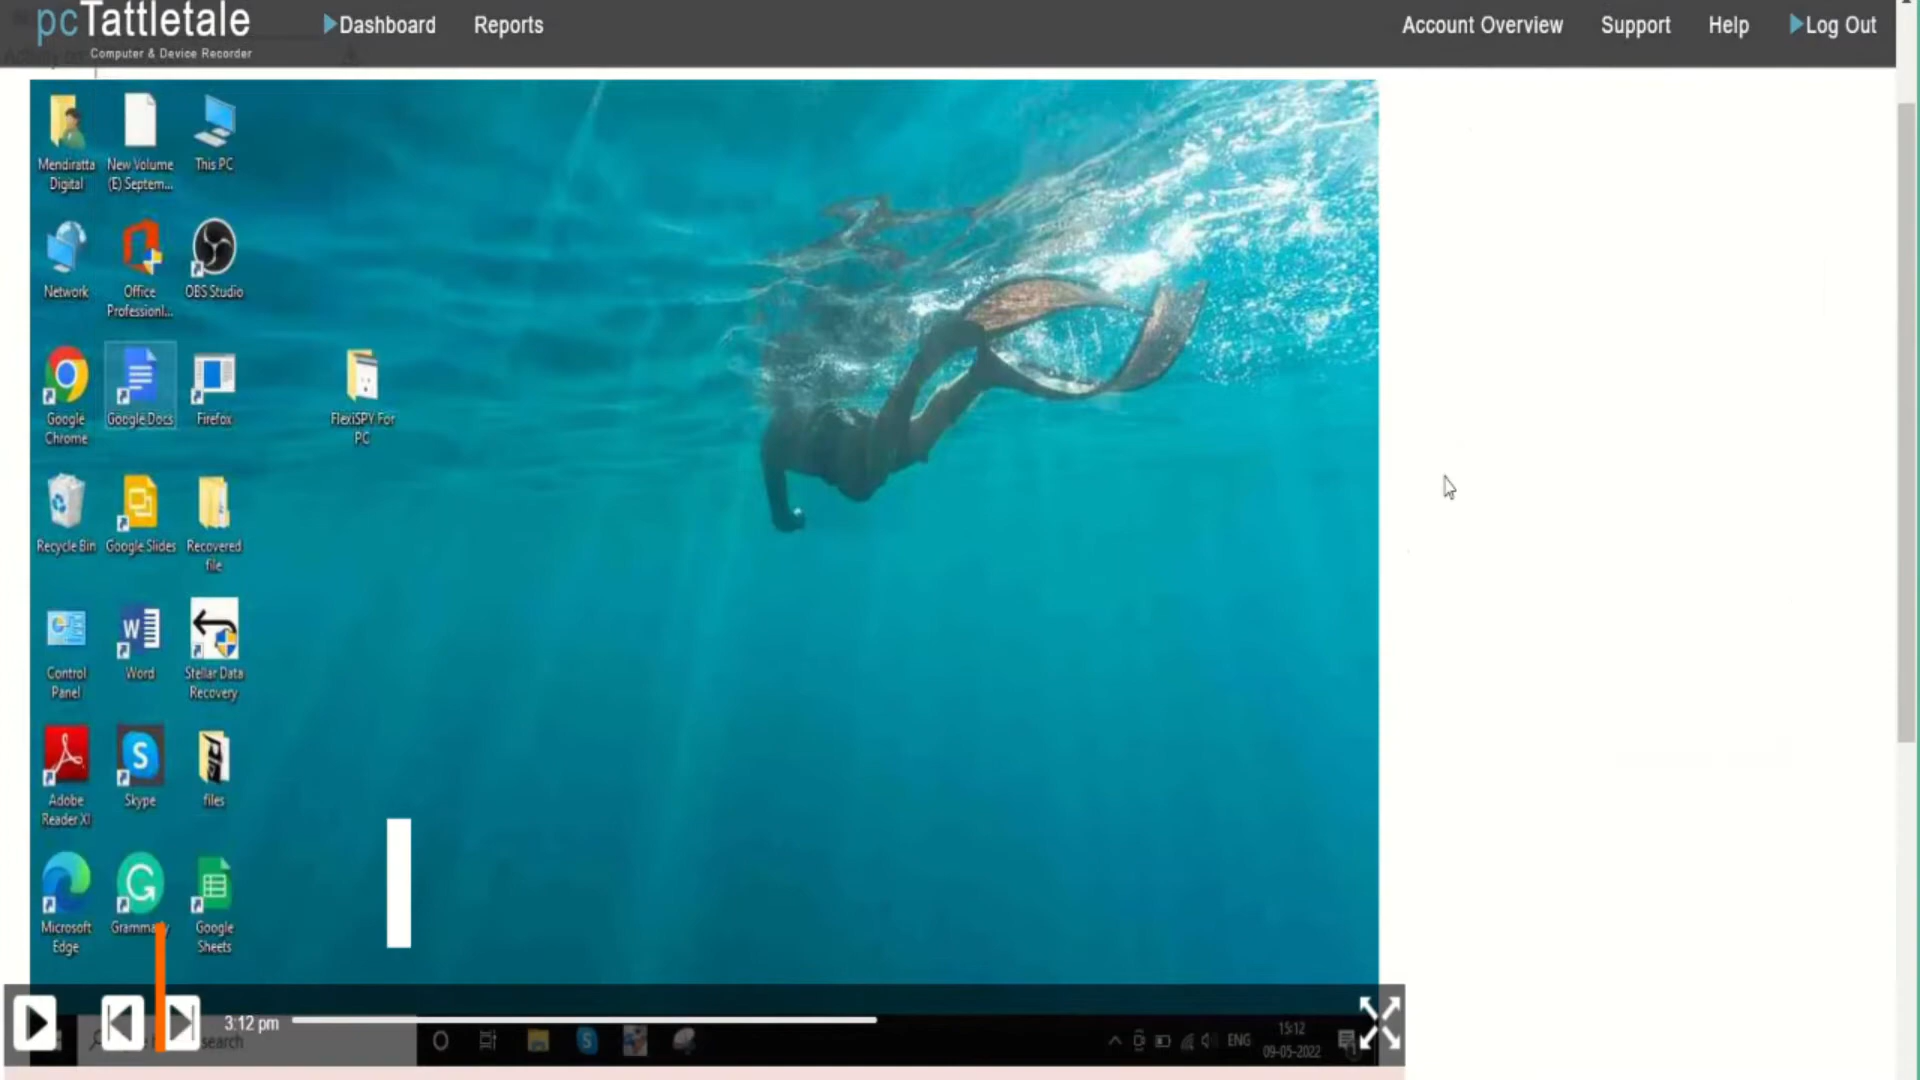 pcTattletale
Computer & Device Recorder
Dashboard
Reports
Account Overview
Support
Help
Log Out
Mendiratta
Digital
New Volume
(E) Septem...
This PC
Network
Office
Professionl...
OBS Studio
Google
Chrome
Google Docs
Firefox
FlexiSPY For
PC
Recycle Bin
Google Slides
Recovered
file
Control
Panel
Word
Stellar Data
Recovery
Adobe
Reader XI
Skype
files
Microsoft
Edge
Google
Sheets
3:12 pm
search
ENG
15:12
09-05-2022